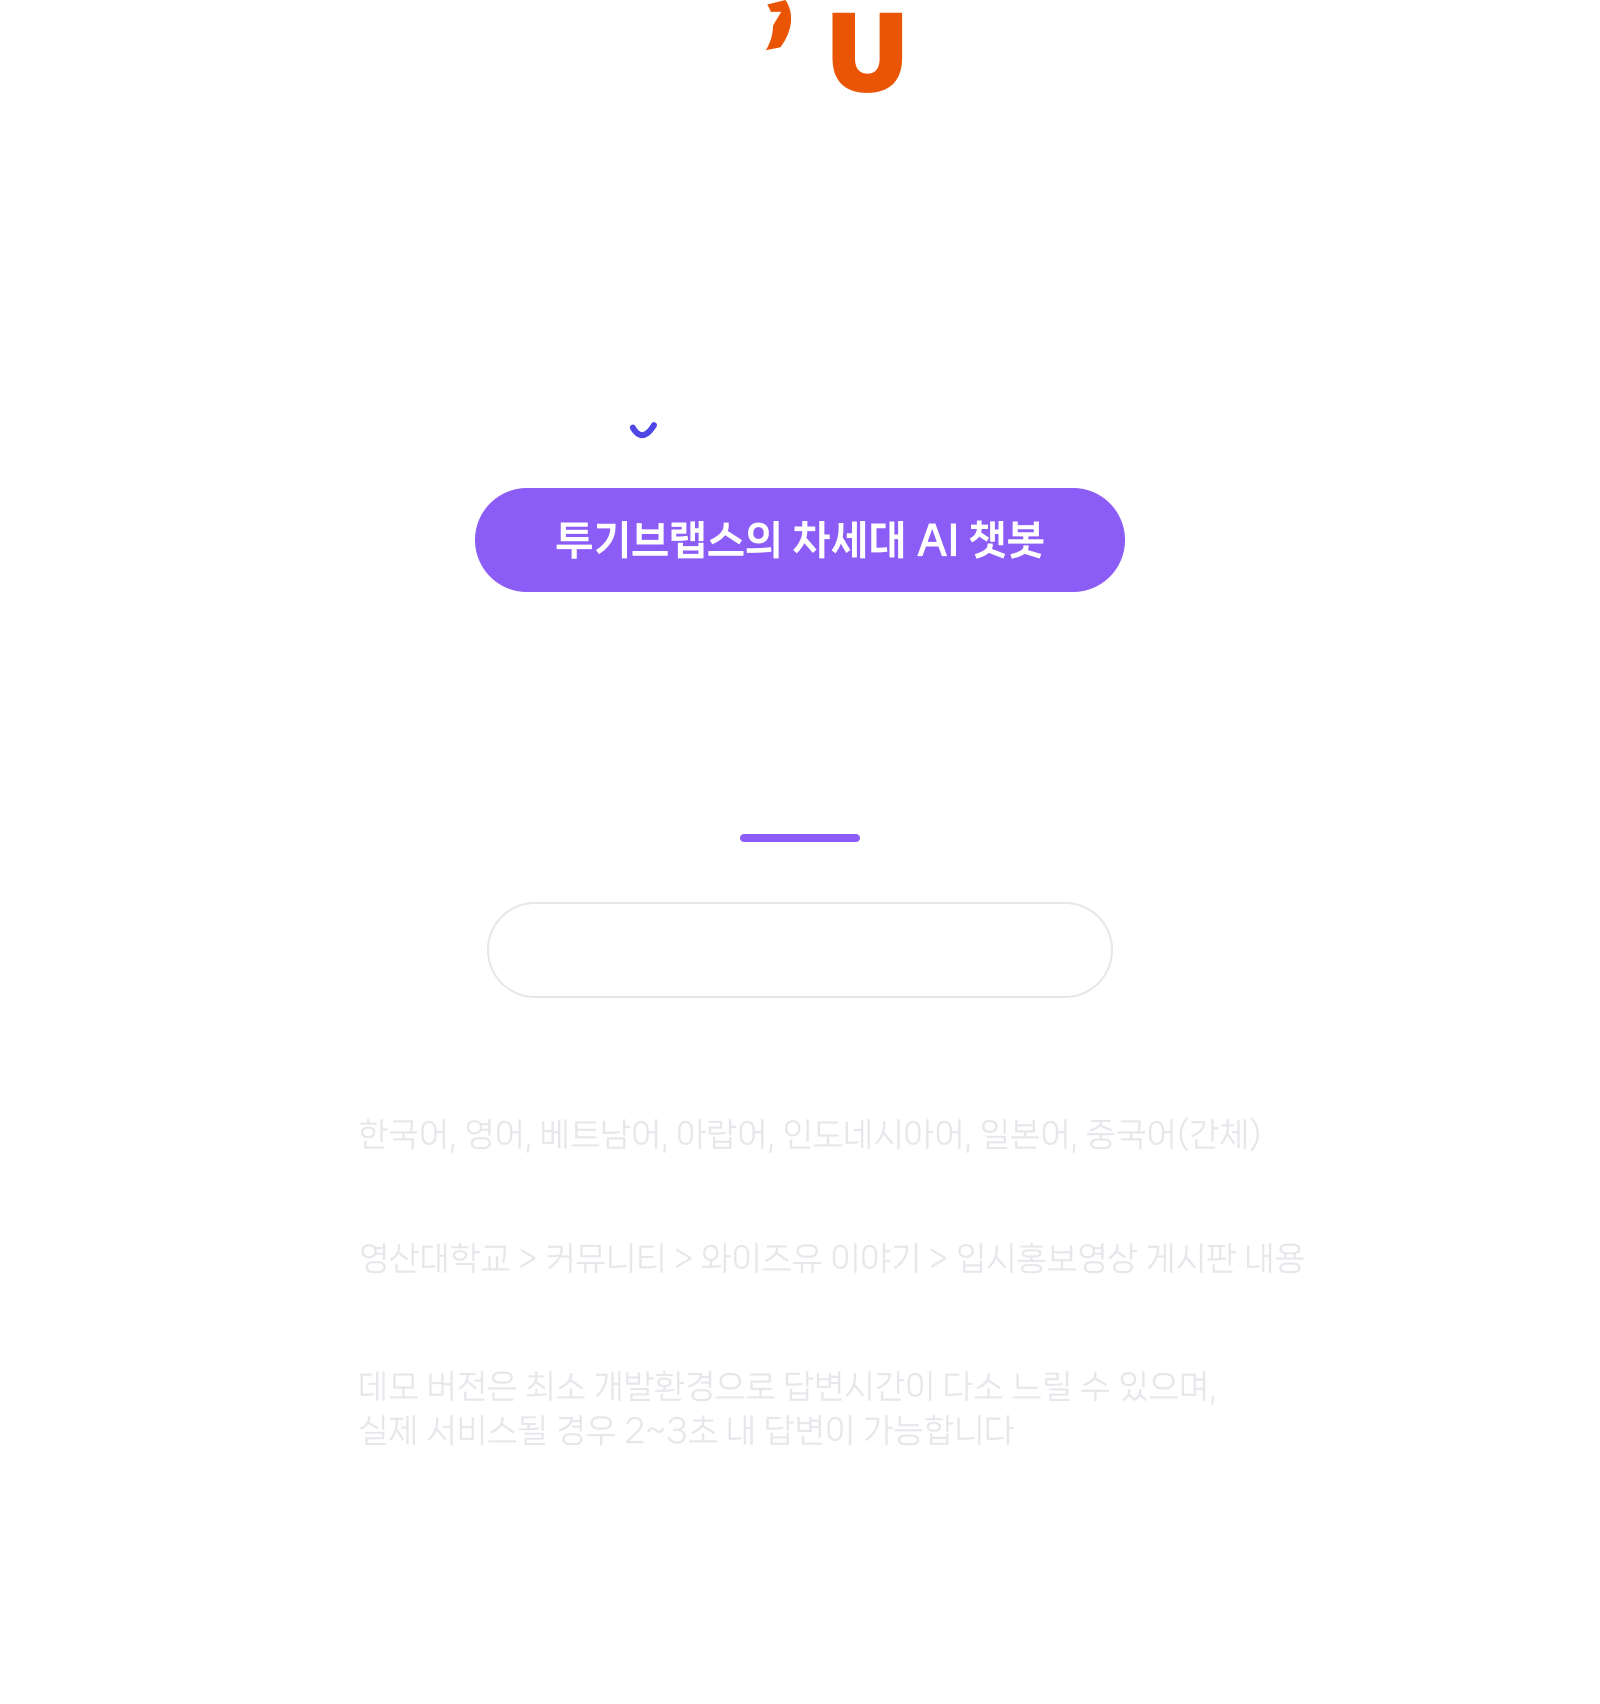 ’U
투기브랩스의 차세대 AI 챗봇
한국어, 영어, 베트남어, 아랍어, 인도네시아어, 일본어, 중국어(간체)
영산대학교 > 커뮤니티 > 와이즈유 이야기 > 입시홍보영상 게시판 내용
데모 버전은 최소 개발환경으로 답변시간이 다소 느릴 수 있으며,
실제 서비스될 경우 2~3초 내 답변이 가능합니다